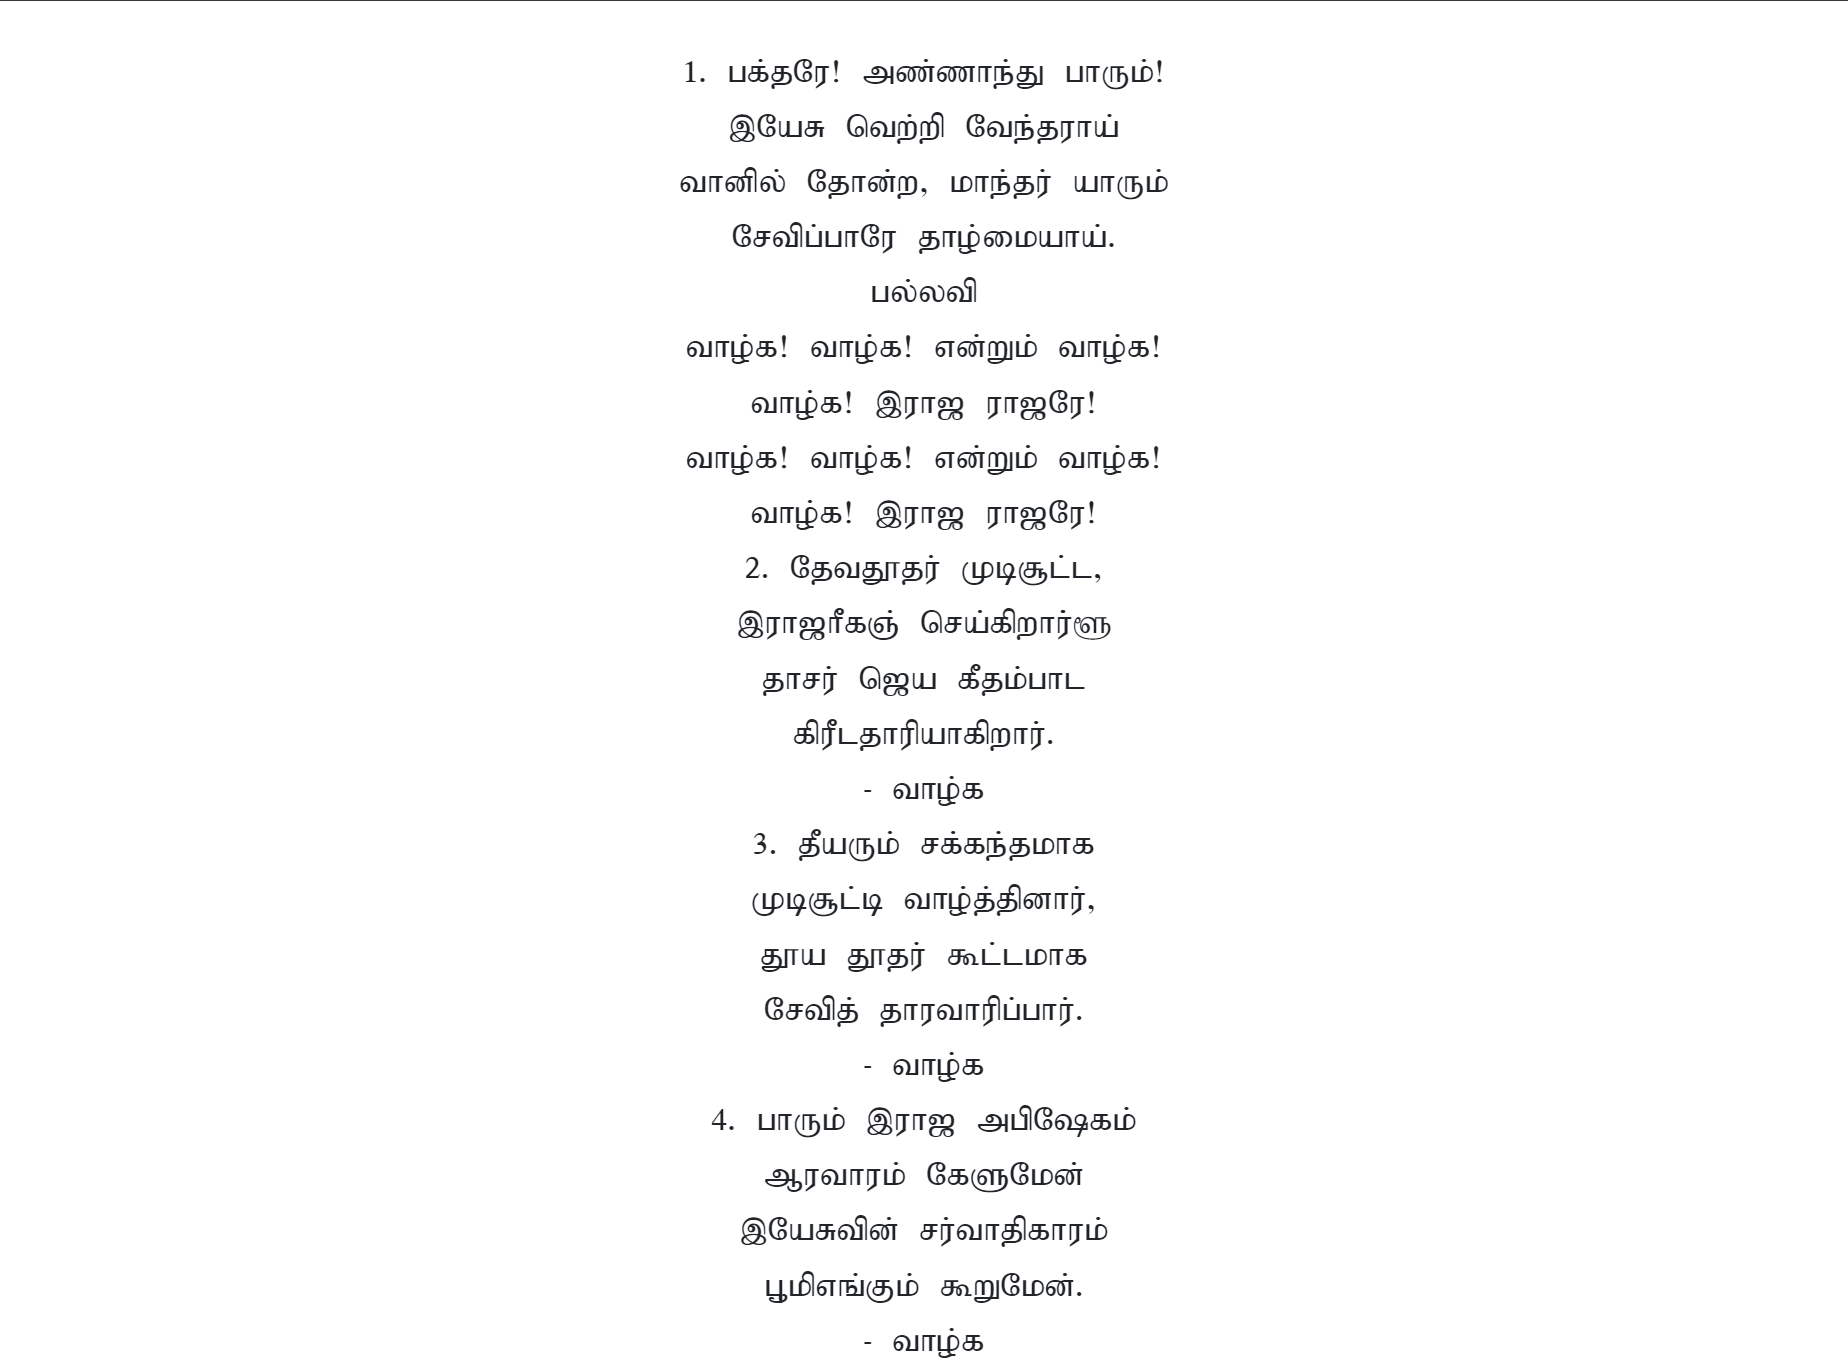 1. பக்தரே! அண்ணாந்து பாரும்!
இயேசு வெற்றி வேந்தராய்
வானில் தோன்ற, மாந்தர் யாரும்
சேவிப்பாரே தாழ்மையாய்.
பல்லவி
வாழ்க! வாழ்க! என்றும் வாழ்க!
வாழ்க! இராஜ ராஜரே!
வாழ்க! வாழ்க! என்றும் வாழ்க!
வாழ்க! இராஜ ராஜரே!
2. தேவதூதர் முடிசூட்ட,
இராஜரீகஞ் செய்கிறார்ளூ
தாசர் ஜெய கீதம்பாட
கிரீடதாரியாகிறார்.
- வாழ்க
3. தீயரும் சக்கந்தமாக
முடிசூட்டி வாழ்த்தினார்,
தூய தூதர் கூட்டமாக
சேவித் தாரவாரிப்பார்.
- வாழ்க
4. பாரும் இராஜ அபிஷேகம்
ஆரவாரம் கேளுமேன்
இயேசுவின் சர்வாதிகாரம்
பூமிஎங்கும் கூறுமேன்.
- வாழ்க